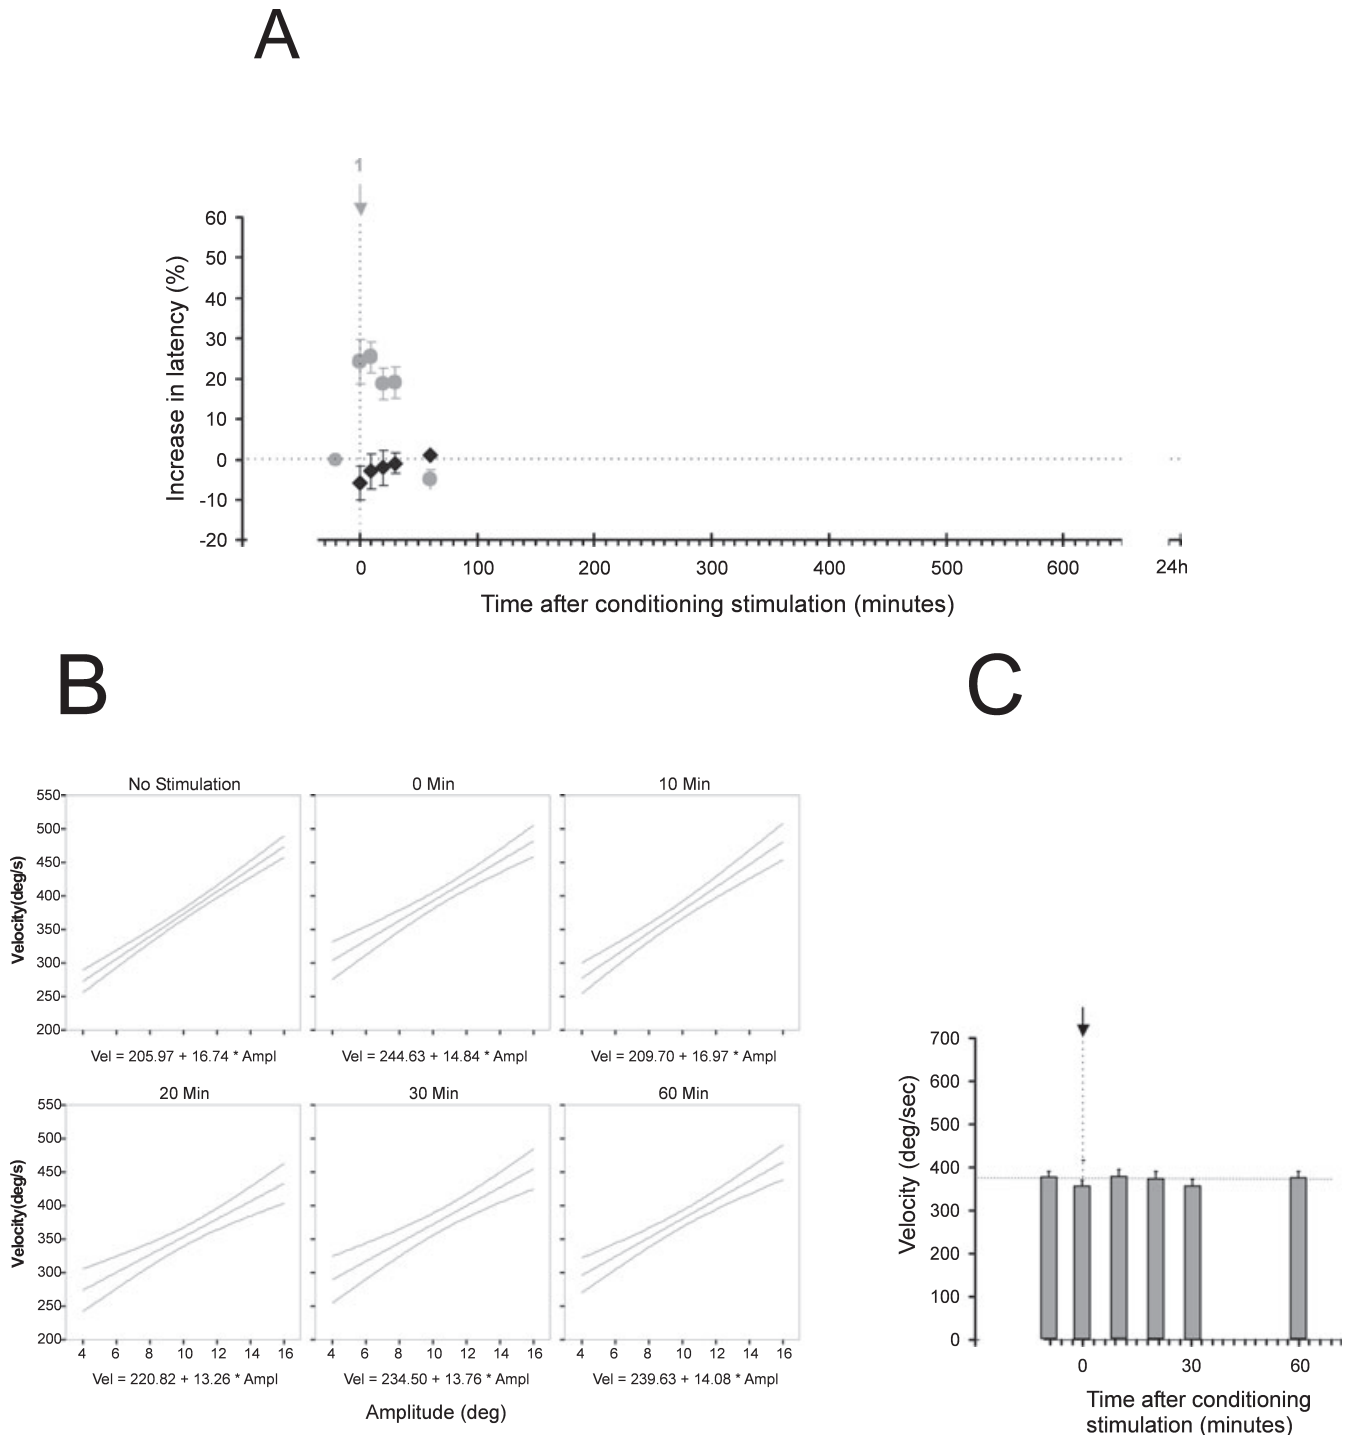 A
1
60
50
40
30
20
10
0
-10
-20
Increase in latency (%)
0 100 200 300 400 500 600 24h
Time after conditioning stimulation (minutes)
B
No Stimulation 0 Min 10 Min
550
500
450
400
350
300
250
200
Velocity(deg/s)
Vel = 205.97 + 16.74 * Ampl Vel = 244.63 + 14.84 * Ampl Vel = 209.70 + 16.97 * Ampl
20 Min 30 Min 60 Min
550
500
450
400
350
300
250
200
Velocity(deg/s)
4 6 8 10 12 14 16 4 6 8 10 12 14 16 4 6 8 10 12 14 16
Vel = 220.82 + 13.26 * Ampl Vel = 234.50 + 13.76 * Ampl Vel = 239.63 + 14.08 * Ampl
Amplitude (deg)
C
700
600
500
400
300
200
100
0
Velocity (deg/sec)
0 30 60
Time after conditioning
stimulation (minutes)